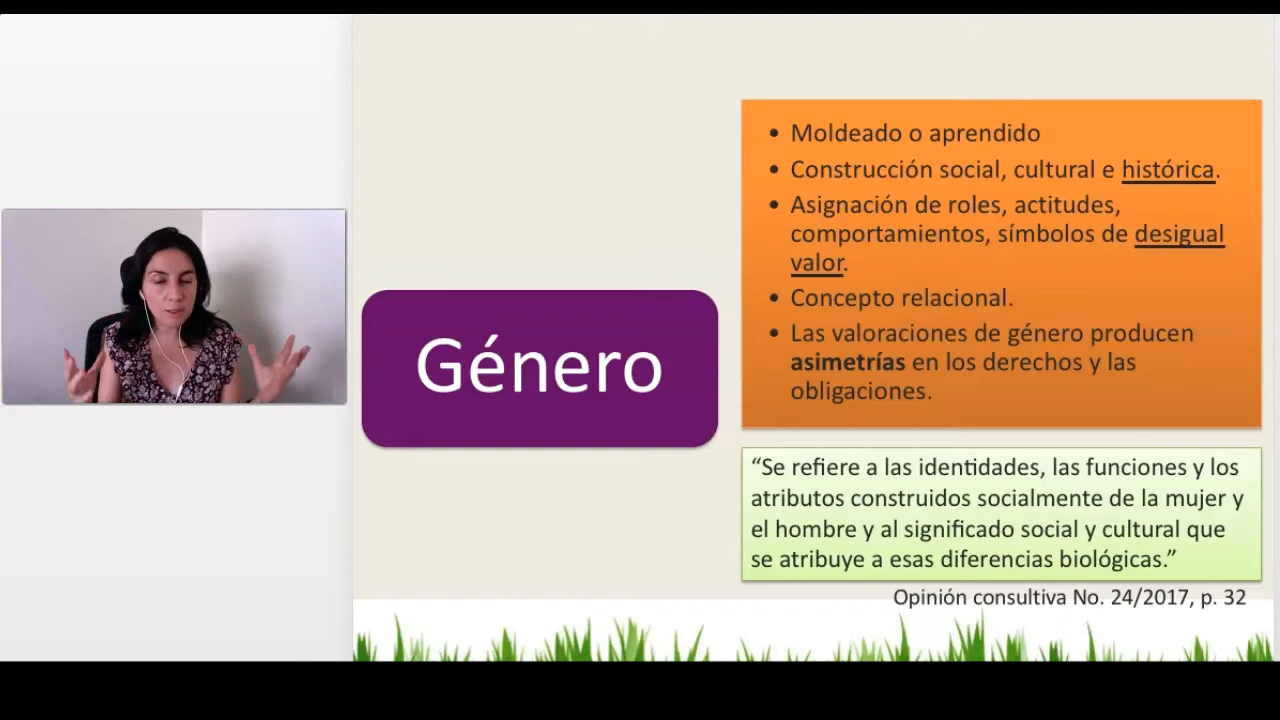 Género
• Moldeado o aprendido
• Construcción social, cultural e histórica.
• Asignación de roles, actitudes,
comportamientos, símbolos de desigual
valor.
• Concepto relacional.
• Las valoraciones de género producen
asimetrías en los derechos y las
obligaciones.
“Se refiere a las identidades, las funciones y los
atributos construidos socialmente de la mujer y
el hombre y al significado social y cultural que
se atribuye a esas diferencias biológicas.”
Opinión consultiva No. 24/2017, p. 32